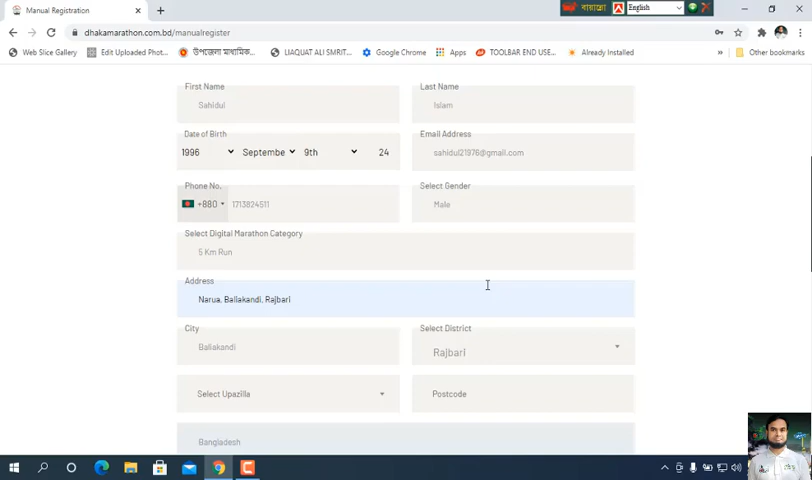 Manual Registration
বায়ান্নো
English
dhakamarathon.com.bd/manualregister
Web Slice Gallery
Edit Uploaded Phot...
উপজেলা মাধ্যমিক...
LIAQUAT ALI SMRIT...
Google Chrome
Apps
TOOLBAR END USE...
Already Installed
»
Other bookmarks
First Name
Last Name
Sahidul
Islam
Date of Birth
Email Address
1996
Septembe
9th
24
sahidul21976@gmail.com
Phone No.
Select Gender
+880
1713824511
Male
Select Digital Marathon Category
5 Km Run
Address
Narua, Baliakandi, Rajbari
City
Select District
Baliakandi
Rajbari
Select Upazilla
Postcode
Bangladesh